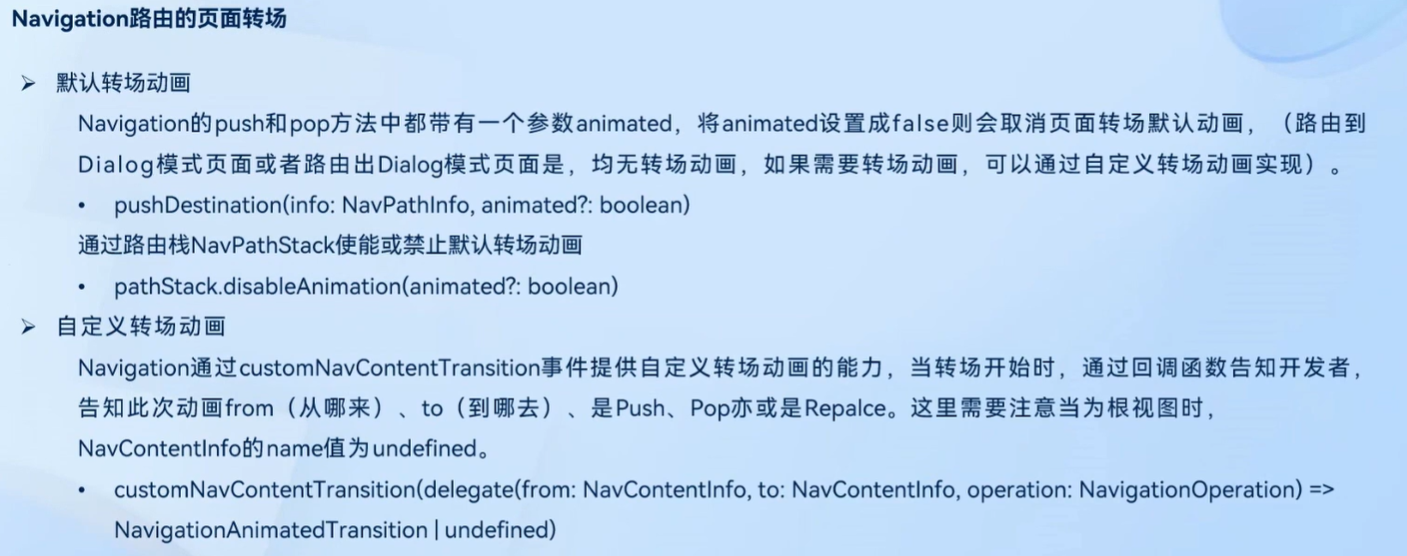 Navigation路由的页面转场
➢ 默认转场动画
Navigation的push和pop方法中都带有一个参数animated，将animated设置成false则会取消页面转场默认动画，（路由到
Dialog模式页面或者路由出Dialog模式页面是，均无转场动画，如果需要转场动画，可以通过自定义转场动画实现）。
• pushDestination(info: NavPathInfo, animated?: boolean)
通过路由栈NavPathStack使能或禁止默认转场动画
• pathStack.disableAnimation(animated?: boolean)
➢ 自定义转场动画
Navigation通过customNavContentTransition事件提供自定义转场动画的能力，当转场开始时，通过回调函数告知开发者，
告知此次动画from（从哪来）、to（到哪去）、是Push、Pop亦或是Repalce。这里需要注意当为根视图时，
NavContentInfo的name值为undefined。
• customNavContentTransition(delegate(from: NavContentInfo, to: NavContentInfo, operation: NavigationOperation) =>
NavigationAnimatedTransition | undefined)